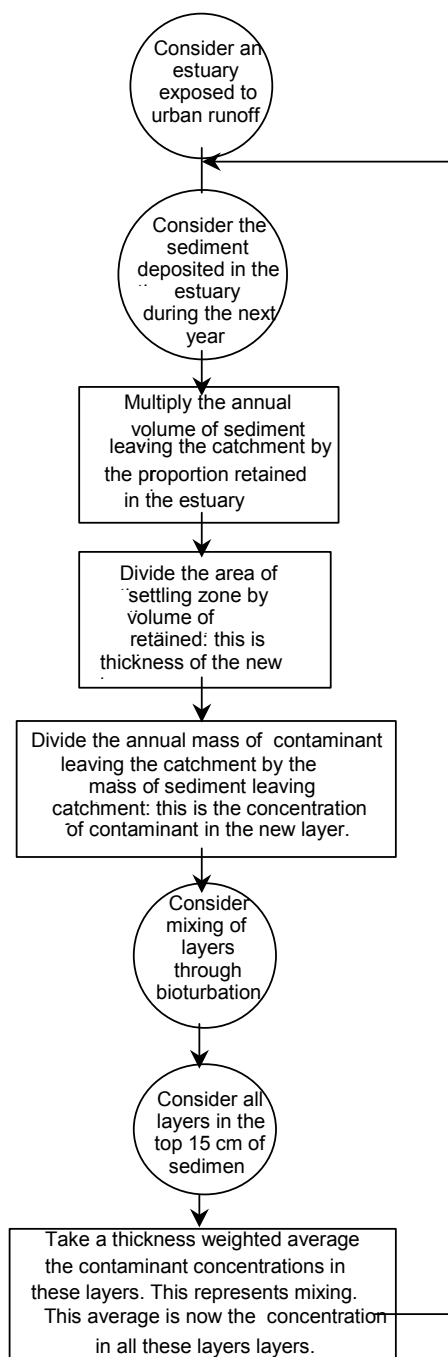 Consider an
estuary
exposed to
urban runoff
Consider the
sediment
deposited in the
estuary
during the next
year
Multiply the annual
volume of sediment
leaving the catchment by
the proportion retained
in the estuary
Divide the area of
settling zone by
volume of
retained: this is
thickness of the new
Divide the annual mass of contaminant
leaving the catchment by the
mass of sediment leaving
catchment: this is the concentration
of contaminant in the new layer.
Consider
mixing of
layers
through
bioturbation
Consider all
layers in the
top 15 cm of
sedimen
Take a thickness weighted average
the contaminant concentrations in
these layers. This represents mixing.
This average is now the concentration
in all these layers layers.